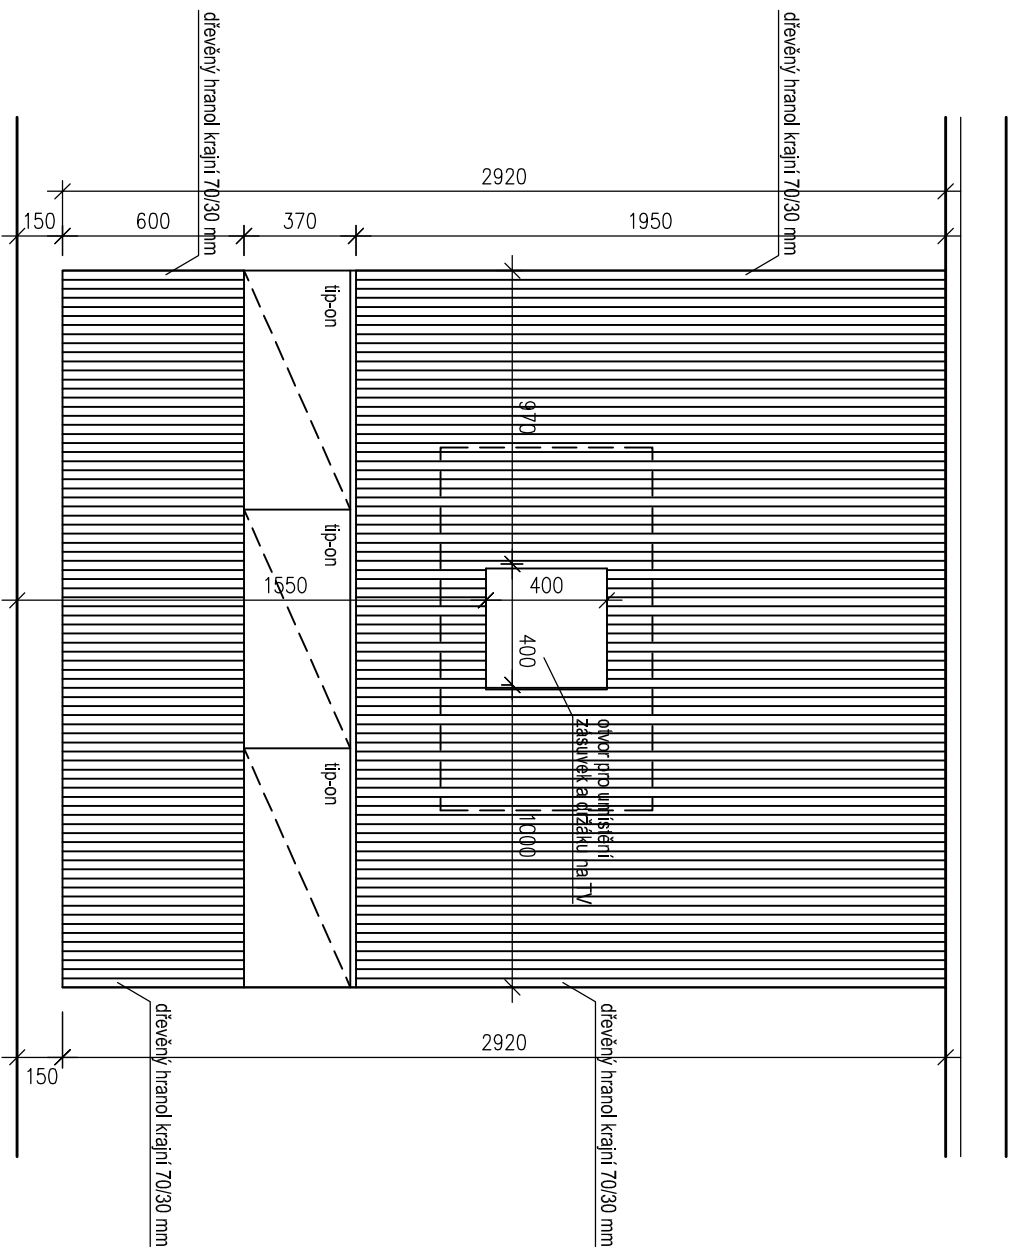 dřevěný hranol krajní 70/30 mm
dřevěný hranol krajní 70/30 mm
2920
150
600
370
1950
tip-on
970
tip-on
1550
400
400
otvor pro umístění
zásuvek a držáku na TV
tip-on
1000
2920
150
dřevěný hranol krajní 70/30 mm
dřevěný hranol krajní 70/30 mm